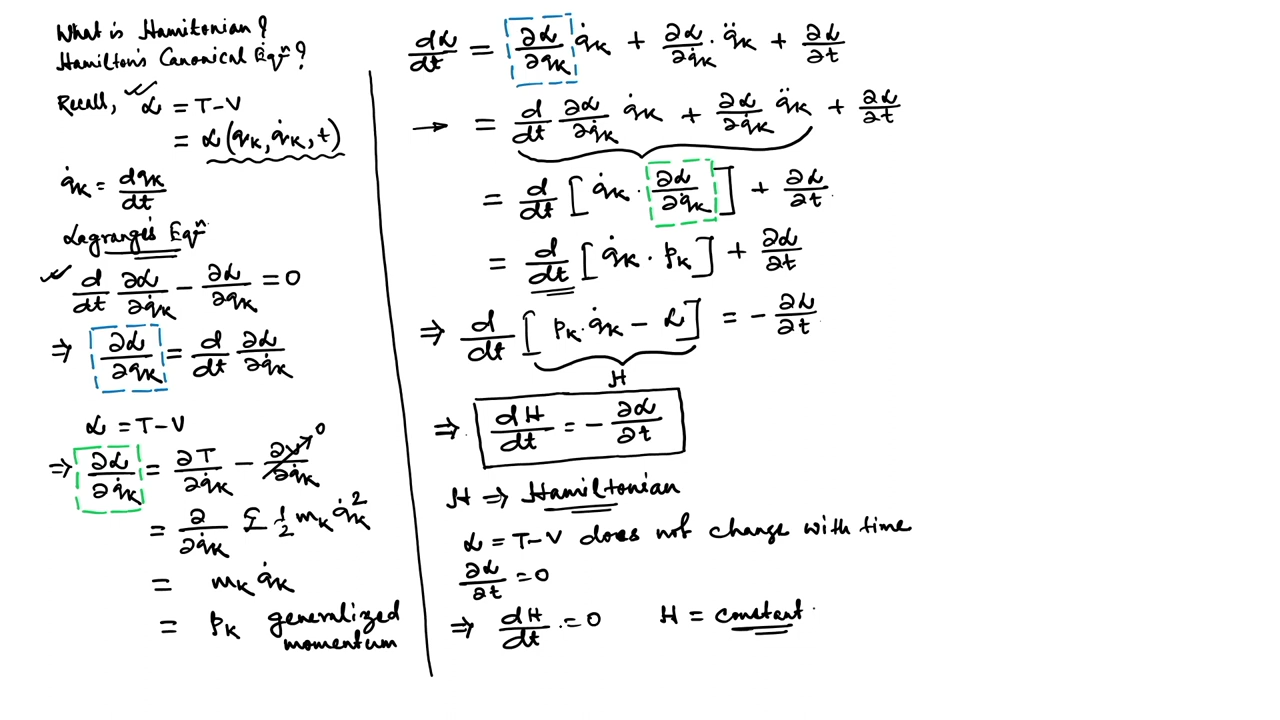 What is Hamitonian?
Hamilton's Canonical Eqⁿ?
Recall, ✓ L = T-V
= L(qₖ, q̇ₖ, t)
q̇ₖ = dqₖ/dt
Lagrange's Eqⁿ
✓ d/dt ∂L/∂q̇ₖ − ∂L/∂qₖ = 0
⇒ ∂L/∂qₖ = d/dt ∂L/∂q̇ₖ
L = T-V
⇒ ∂L/∂q̇ₖ = ∂T/∂q̇ₖ − ∂V/∂q̇ₖ → 0
= ∂/∂q̇ₖ Σ ½ mₖ q̇ₖ²
= mₖ q̇ₖ
= pₖ generalized
momentum
dL/dt = ∂L/∂qₖ q̇ₖ + ∂L/∂q̇ₖ · q̈ₖ + ∂L/∂t
→ = d/dt ∂L/∂q̇ₖ q̇ₖ + ∂L/∂q̇ₖ q̈ₖ + ∂L/∂t
= d/dt [q̇ₖ · ∂L/∂q̇ₖ] + ∂L/∂t
= d/dt [q̇ₖ · pₖ] + ∂L/∂t
⇒ d/dt [pₖ · q̇ₖ − L] = − ∂L/∂t
H
⇒ dH/dt = − ∂L/∂t
H ⇒ Hamiltonian
L = T-V does not change with time
∂L/∂t = 0
⇒ dH/dt = 0 H = constant